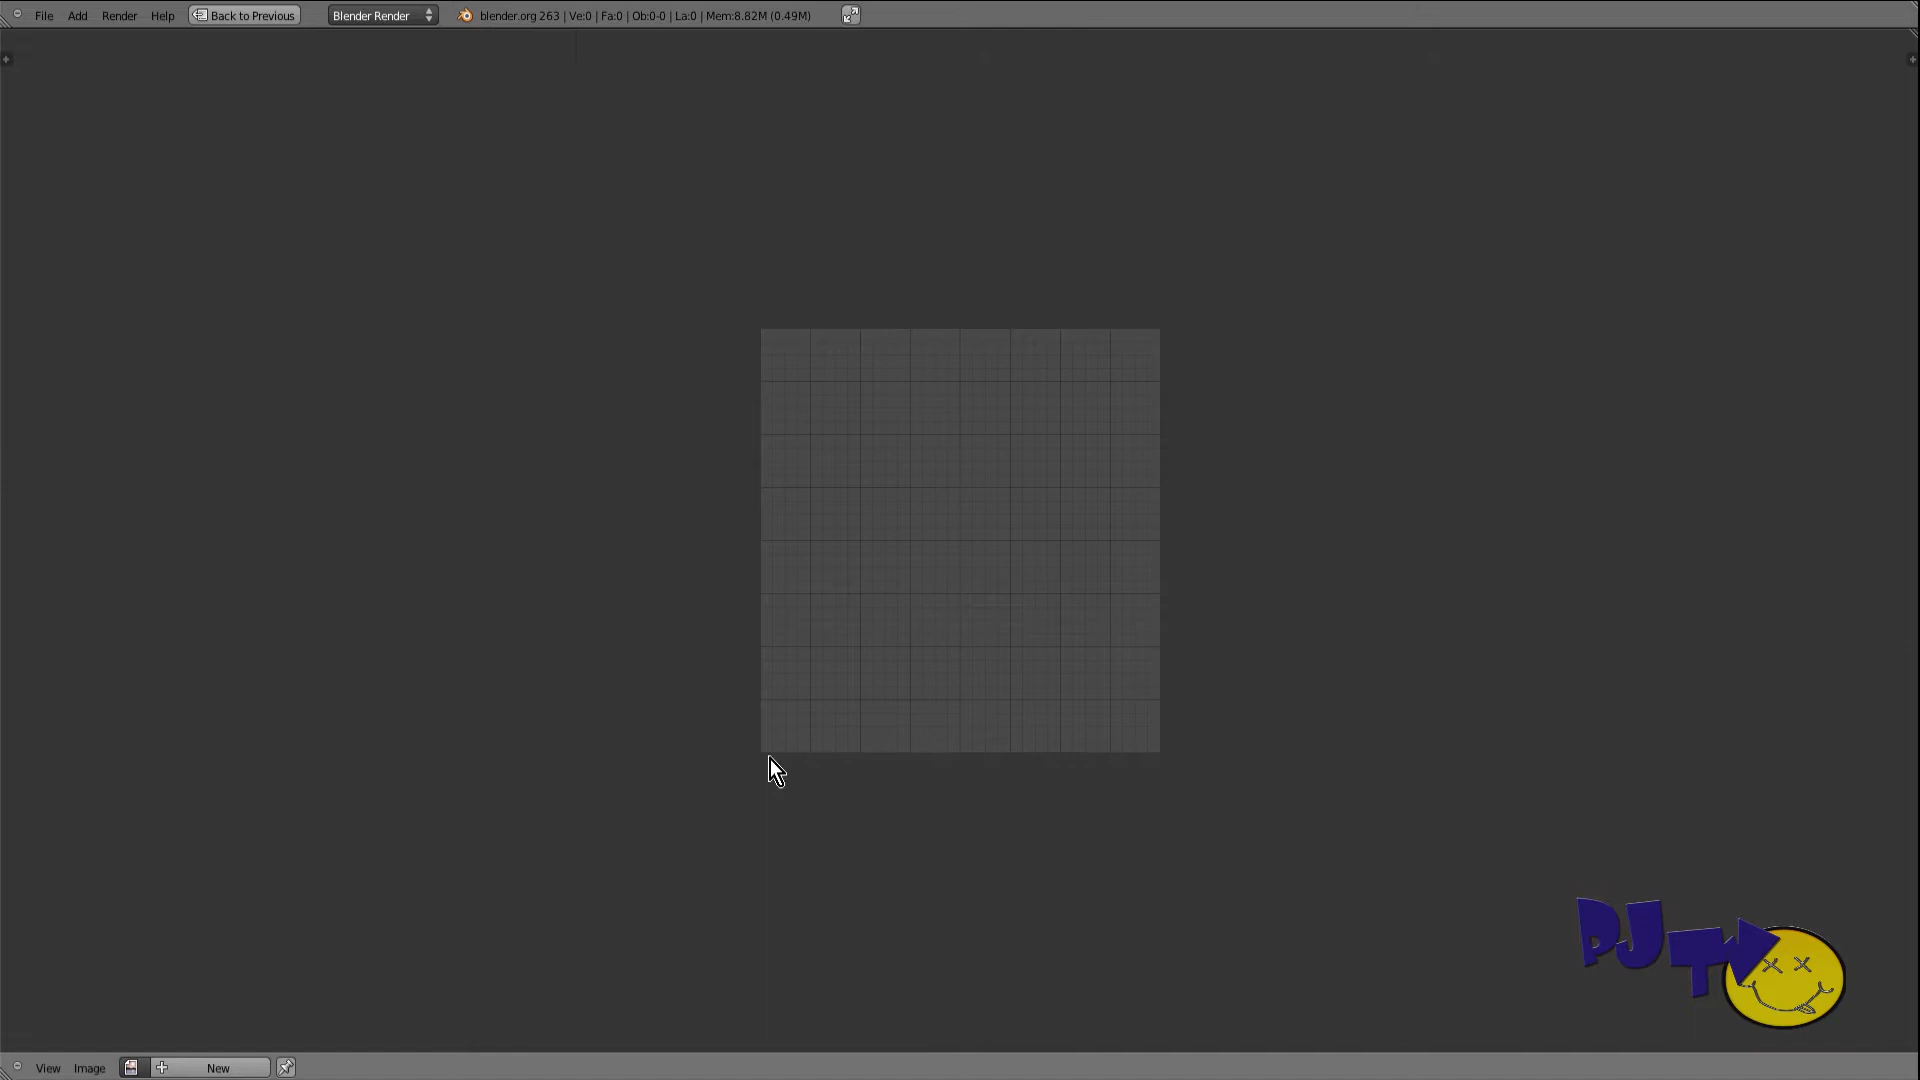 File Add Render Help Back to Previous Blender Render blender.org 263 | Ve:0 | Fa:0 | Ob:0-0 | La:0 | Mem:8.82M (0.49M)
PJTV
View Image New